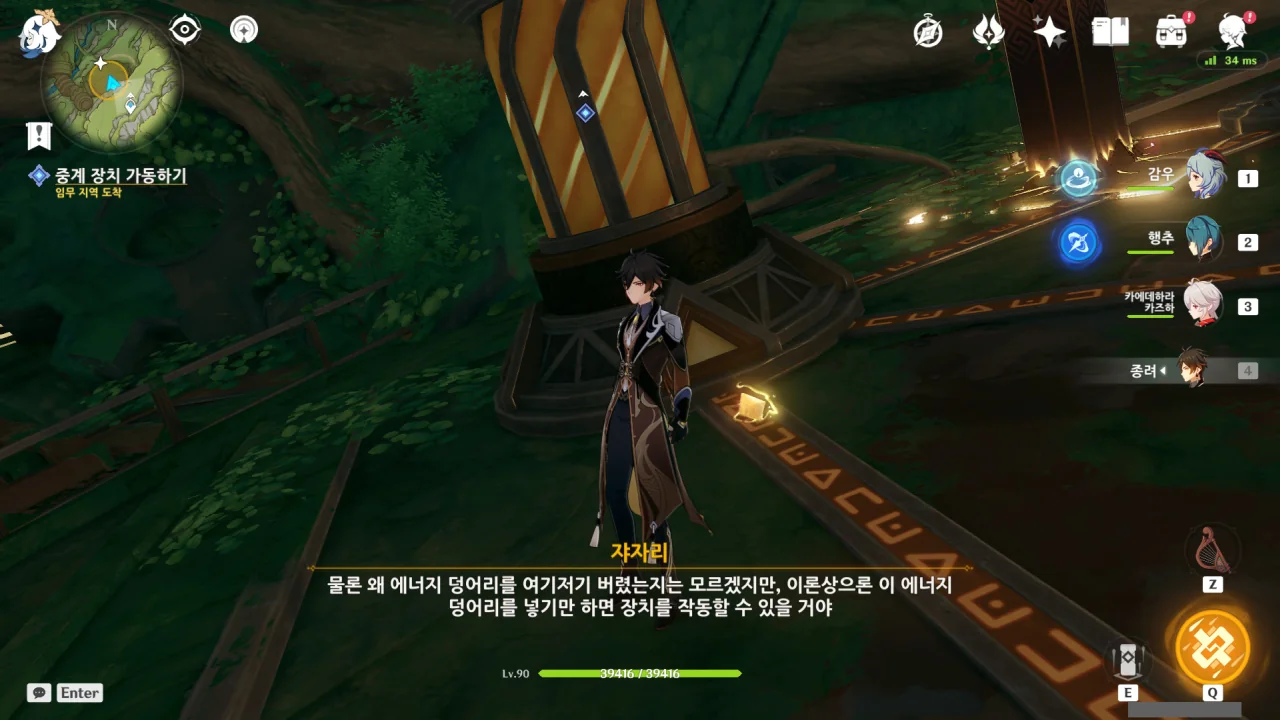 N
34 ms
중계 장치 가동하기
임무 지역 도착
감우
1
행추
2
카에데하라
카즈하
3
종려
4
쟈자리
물론 왜 에너지 덩어리를 여기저기 버렸는지는 모르겠지만, 이론상으론 이 에너지
덩어리를 넣기만 하면 장치를 작동할 수 있을 거야
Z
Lv.90
39416 / 39416
Enter
E
Q